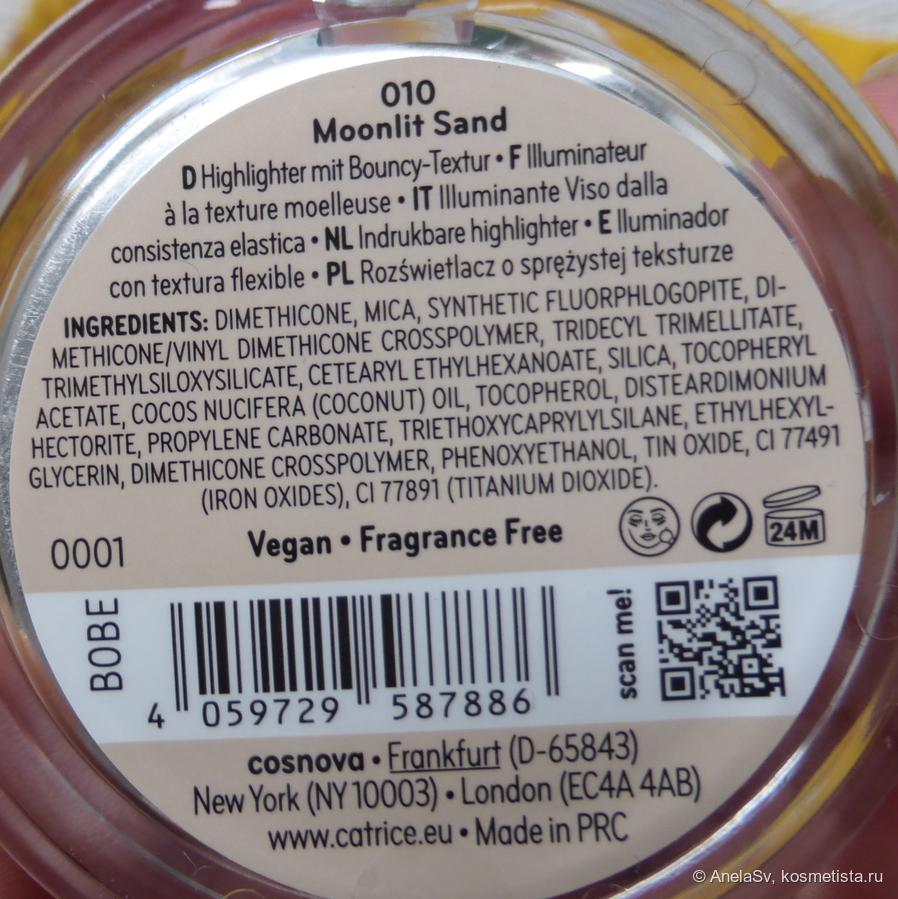 010
Moonlit Sand
D Highlighter mit Bouncy-Textur • F Illuminateur
à la texture moelleuse • IT Illuminante Viso dalla
consistenza elastica • NL Indrukbare highlighter • E Iluminador
con textura flexible • PL Rozświetlacz o sprężystej teksturze
INGREDIENTS: DIMETHICONE, MICA, SYNTHETIC FLUORPHLOGOPITE, DI-
METHICONE/VINYL DIMETHICONE CROSSPOLYMER, TRIDECYL TRIMELLITATE,
TRIMETHYLSILOXYSILICATE, CETEARYL ETHYLHEXANOATE, SILICA, TOCOPHERYL
ACETATE, COCOS NUCIFERA (COCONUT) OIL, TOCOPHEROL, DISTEARDIMONIUM
HECTORITE, PROPYLENE CARBONATE, TRIETHOXYCAPRYLYLSILANE, ETHYLHEXYL-
GLYCERIN, DIMETHICONE CROSSPOLYMER, PHENOXYETHANOL, TIN OXIDE, CI 77491
(IRON OXIDES), CI 77891 (TITANIUM DIOXIDE).
0001
Vegan • Fragrance Free
24M
BOBE
4 059729 587886
scan me!
cosnova • Frankfurt (D-65843)
New York (NY 10003) • London (EC4A 4AB)
www.catrice.eu • Made in PRC
© AnelaSv, kosmetista.ru